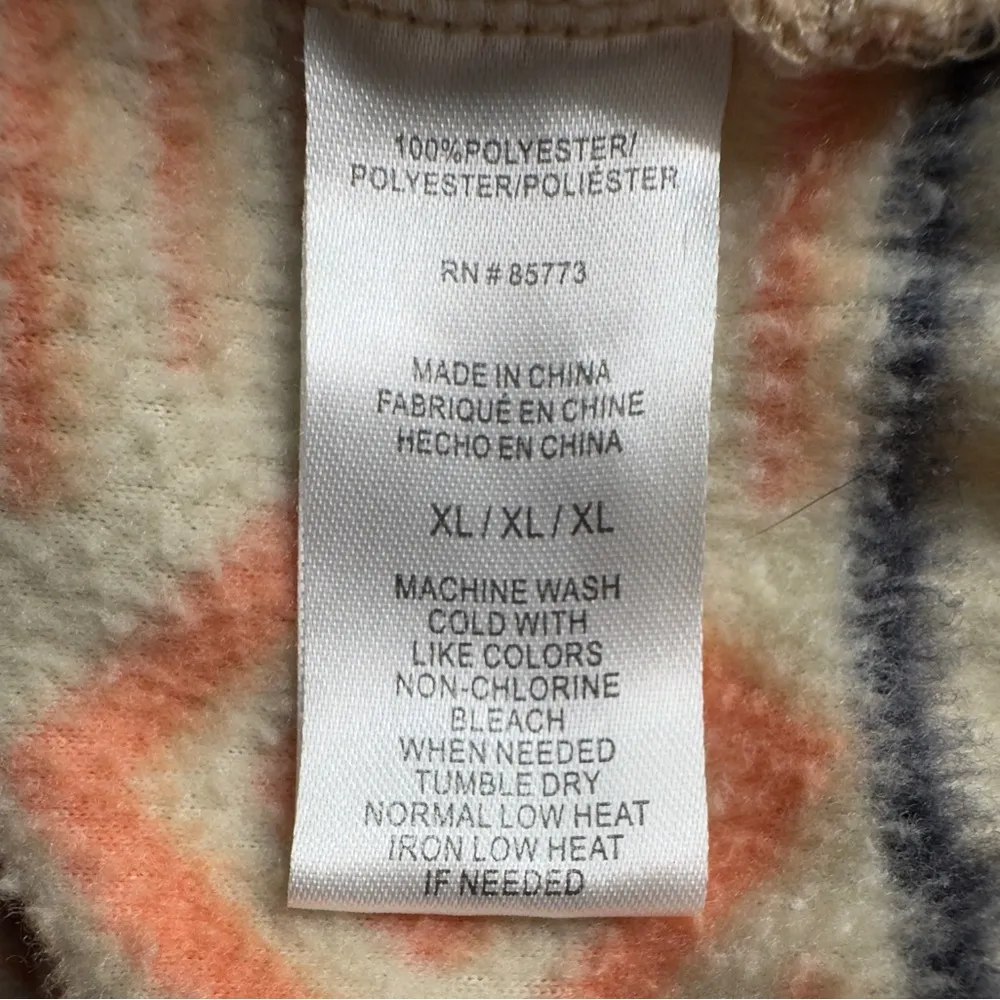 100%POLYESTER/
POLYESTER/POLIÉSTER
RN # 85773
MADE IN CHINA
FABRIQUÉ EN CHINE
HECHO EN CHINA
XL / XL / XL
MACHINE WASH
COLD WITH
LIKE COLORS
NON-CHLORINE
BLEACH
WHEN NEEDED
TUMBLE DRY
NORMAL LOW HEAT
IRON LOW HEAT
IF NEEDED